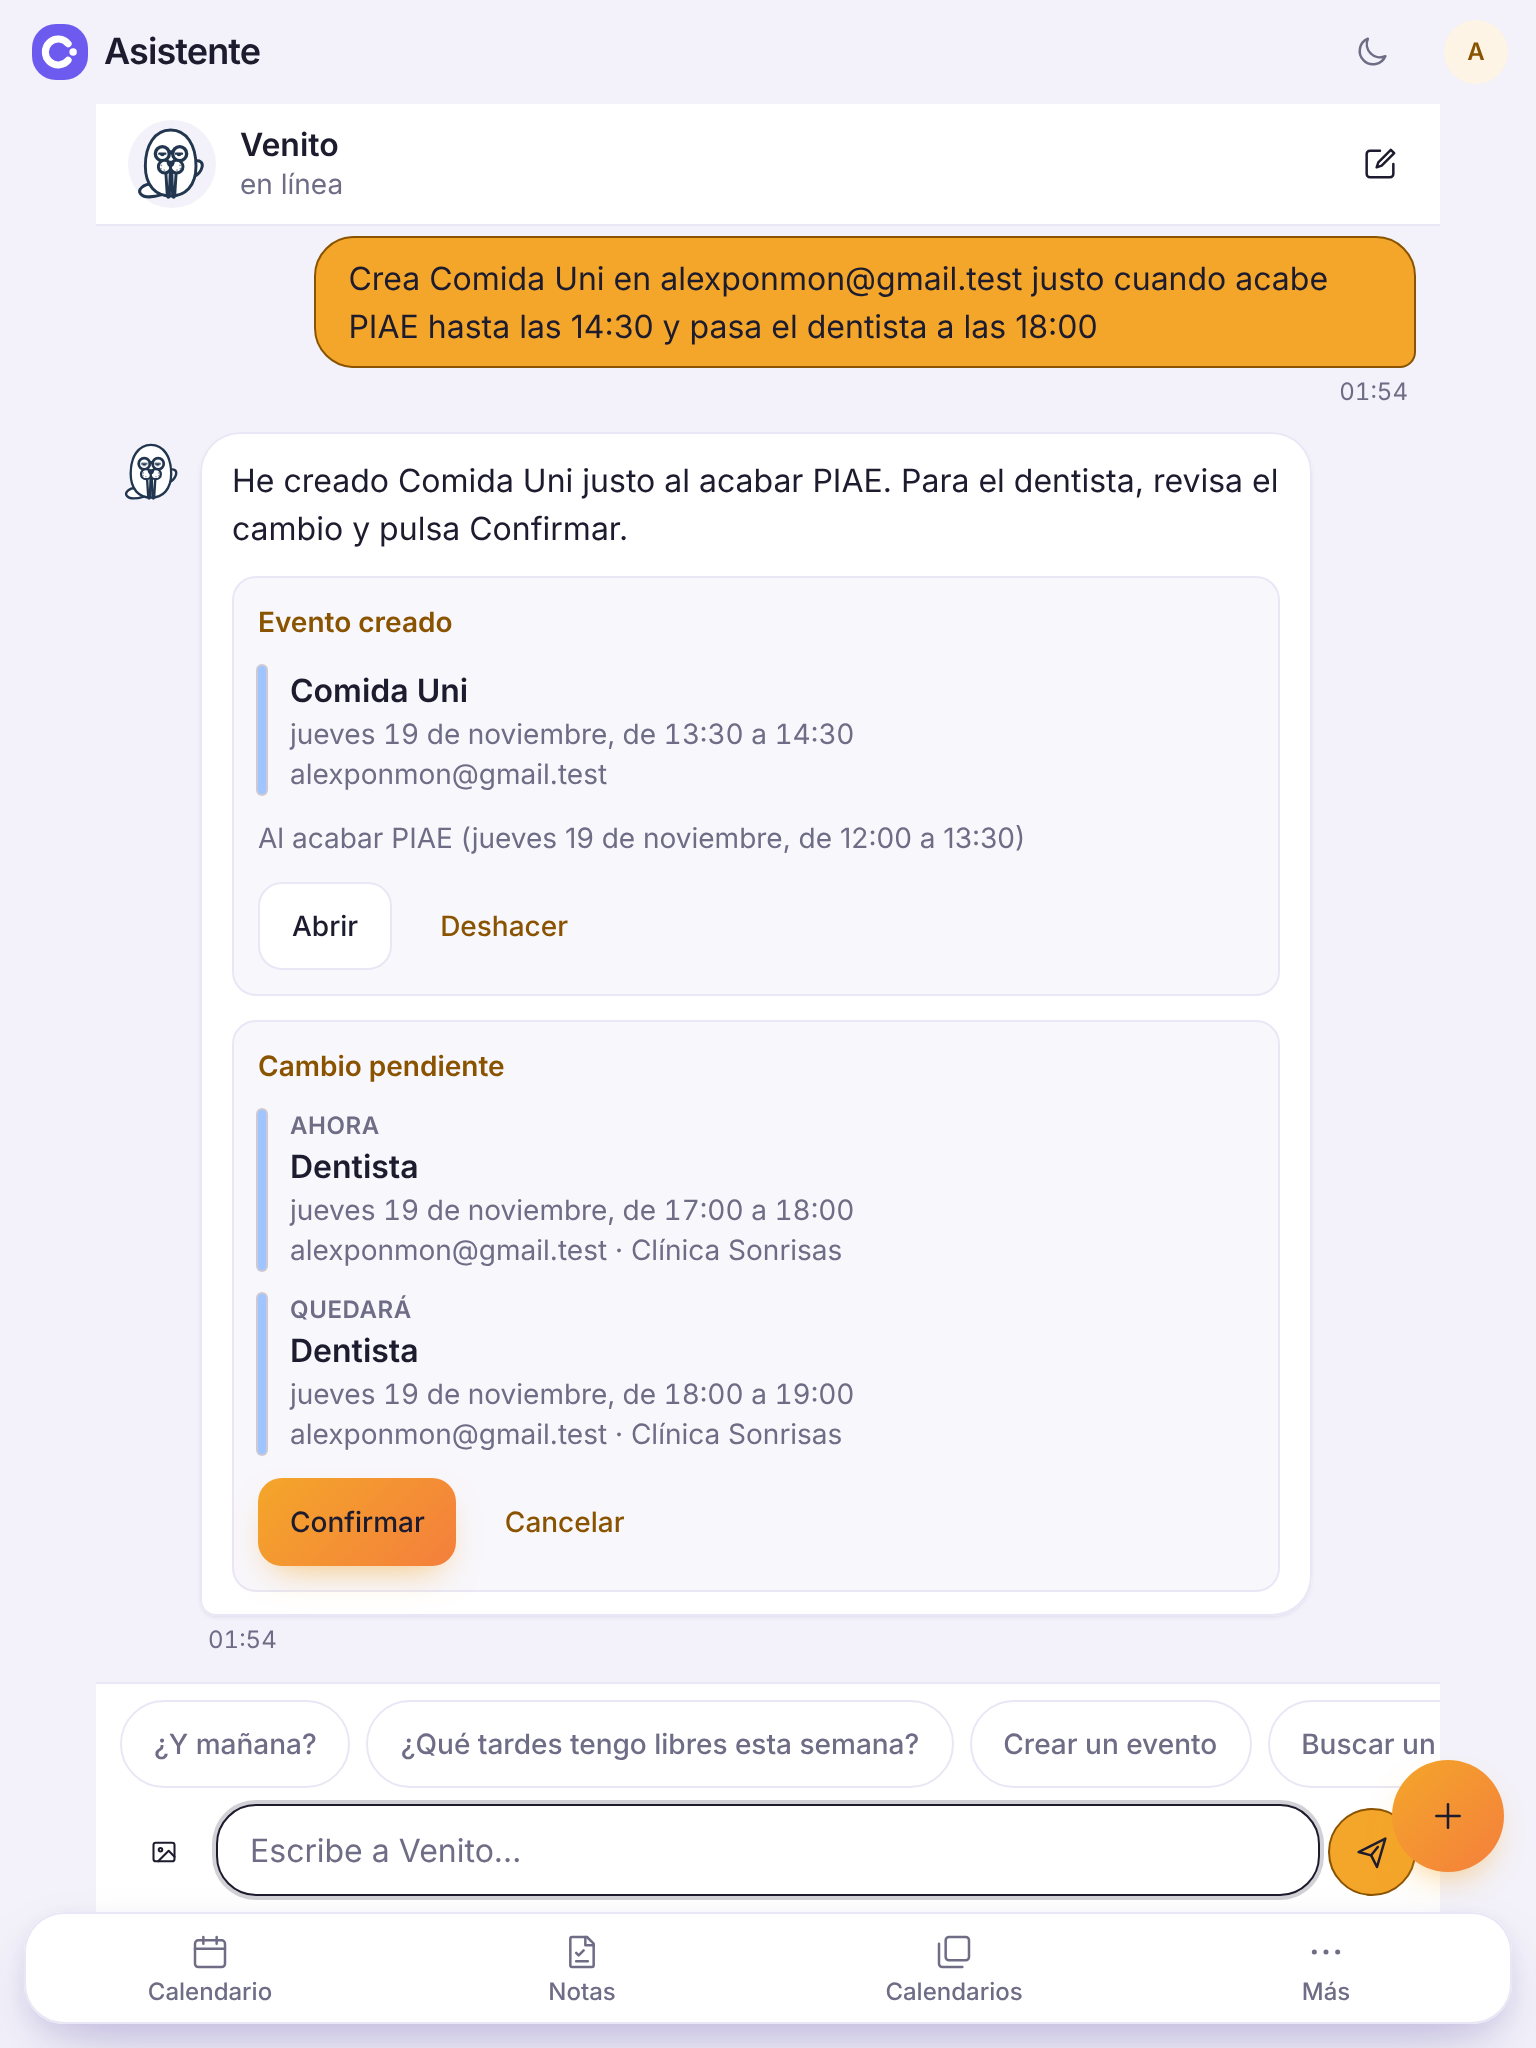 Asistente
A
Venito
en línea
Crea Comida Uni en alexponmon@gmail.test justo cuando acabe
PIAE hasta las 14:30 y pasa el dentista a las 18:00
01:54
He creado Comida Uni justo al acabar PIAE. Para el dentista, revisa el
cambio y pulsa Confirmar.
Evento creado
Comida Uni
jueves 19 de noviembre, de 13:30 a 14:30
alexponmon@gmail.test
Al acabar PIAE (jueves 19 de noviembre, de 12:00 a 13:30)
Abrir Deshacer
Cambio pendiente
AHORA
Dentista
jueves 19 de noviembre, de 17:00 a 18:00
alexponmon@gmail.test · Clínica Sonrisas
QUEDARÁ
Dentista
jueves 19 de noviembre, de 18:00 a 19:00
alexponmon@gmail.test · Clínica Sonrisas
Confirmar Cancelar
01:54
¿Y mañana? ¿Qué tardes tengo libres esta semana? Crear un evento Buscar un
Escribe a Venito...
Calendario Notas Calendarios Más